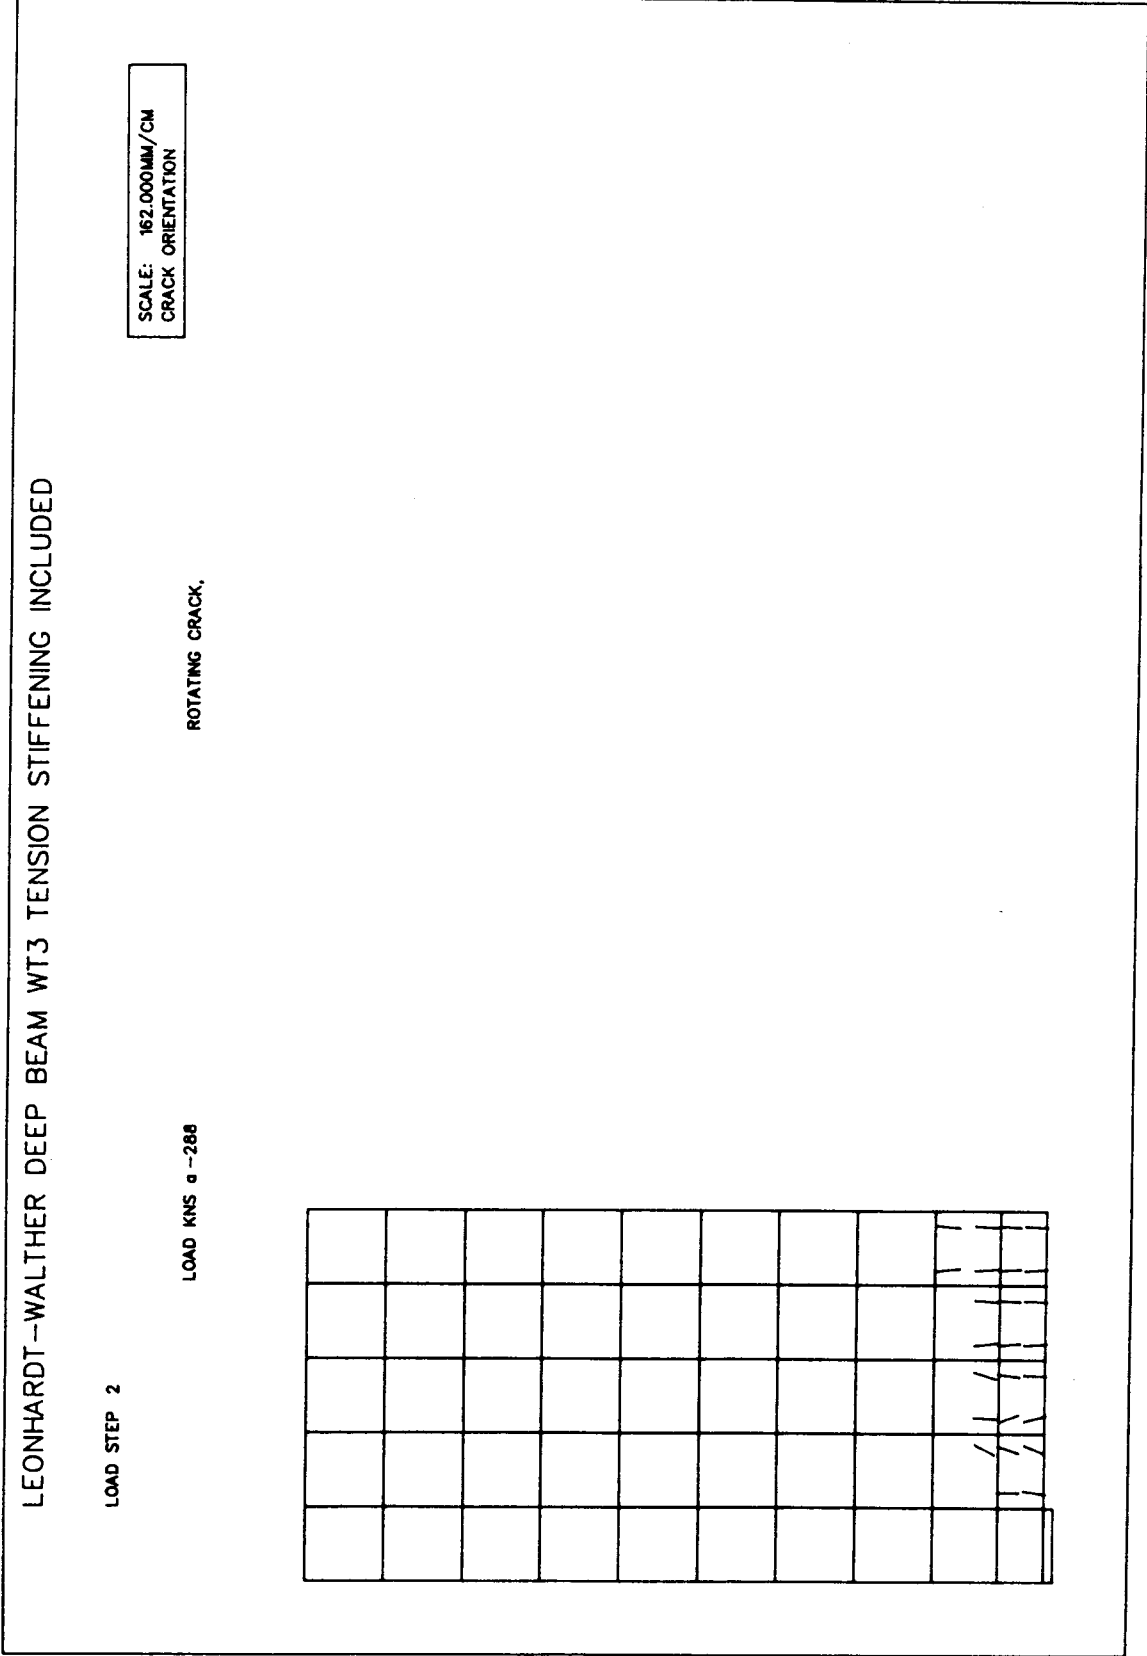 LEONHARDT-WALTHER DEEP BEAM WT3 TENSION STIFFENING INCLUDED
LOAD STEP 2
SCALE: 162.000MM/CM
CRACK ORIENTATION
LOAD KNS α-288
ROTATING CRACK,